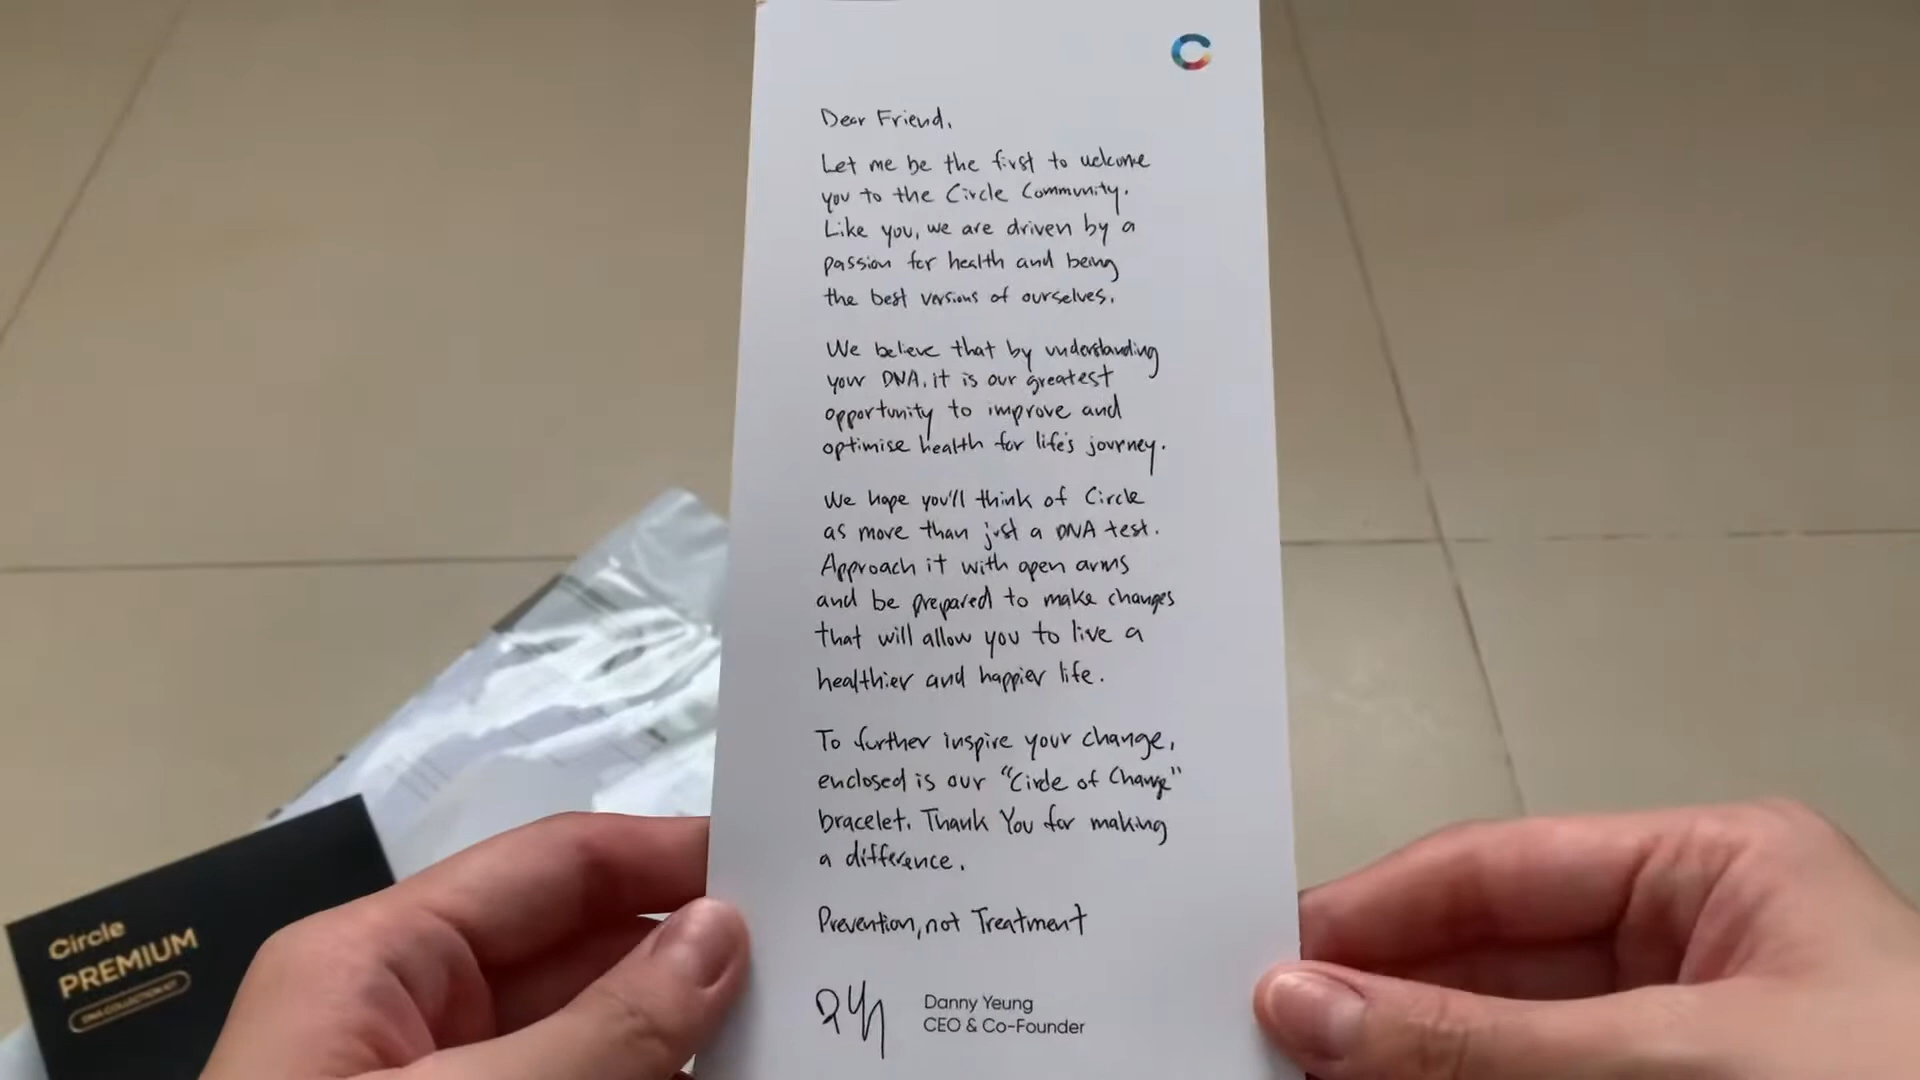 Dear Friend,
Let me be the first to welcome
you to the Circle Community.
Like you, we are driven by a
passion for health and being
the best versions of ourselves.
We believe that by understanding
your DNA, it is our greatest
opportunity to improve and
optimise health for life's journey.
We hope you'll think of Circle
as more than just a DNA test.
Approach it with open arms
and be prepared to make changes
that will allow you to live a
healthier and happier life.
To further inspire your change,
enclosed is our "Circle of Change"
bracelet. Thank You for making
a difference.
Prevention, not Treatment
Danny Yeung
CEO & Co-Founder
Circle
PREMIUM
DNA COLLECTION KIT